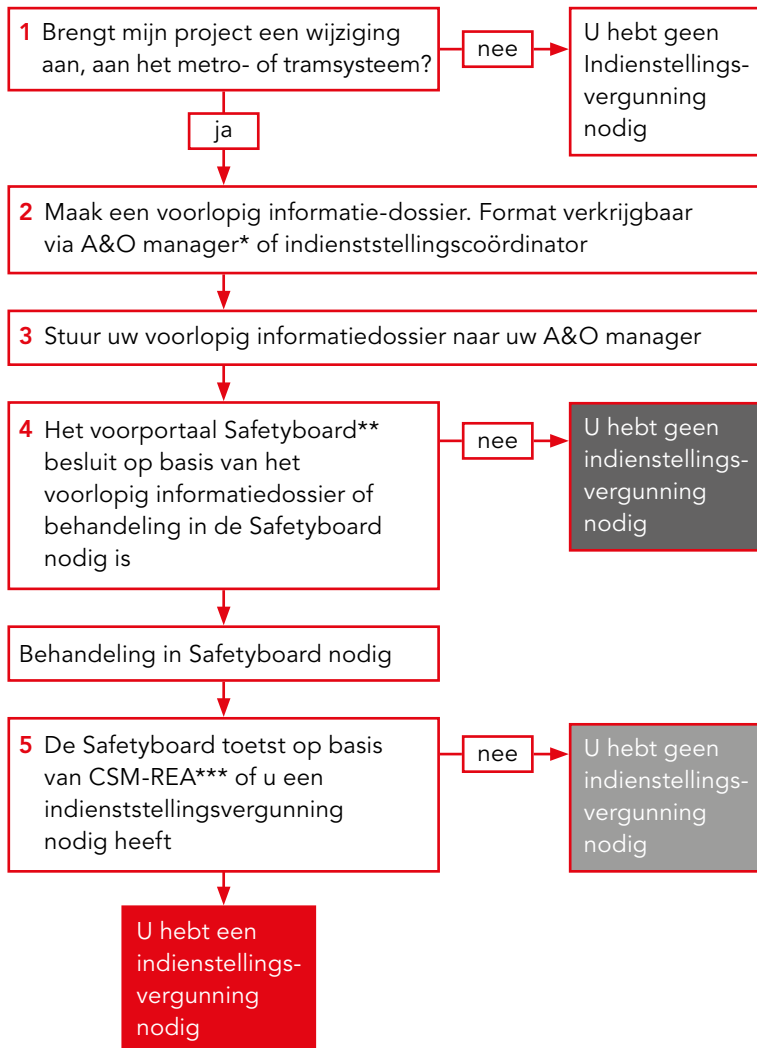 1 Brengt mijn project een wijziging
aan, aan het metro- of tramsysteem?
nee
U hebt geen
Indienstellings-
vergunning
nodig
ja
2 Maak een voorlopig informatie-dossier. Format verkrijgbaar
via A&O manager* of indienststellingscoördinator
3 Stuur uw voorlopig informatiedossier naar uw A&O manager
4 Het voorportaal Safetyboard**
besluit op basis van het
voorlopig informatiedossier of
behandeling in de Safetyboard
nodig is
nee
U hebt geen
indienstellings-
vergunning
nodig
Behandeling in Safetyboard nodig
5 De Safetyboard toetst op basis
van CSM-REA*** of u een
indienststellingsvergunning
nodig heeft
nee
U hebt geen
indienstellings-
vergunning
nodig
U hebt een
indienstellings-
vergunning
nodig